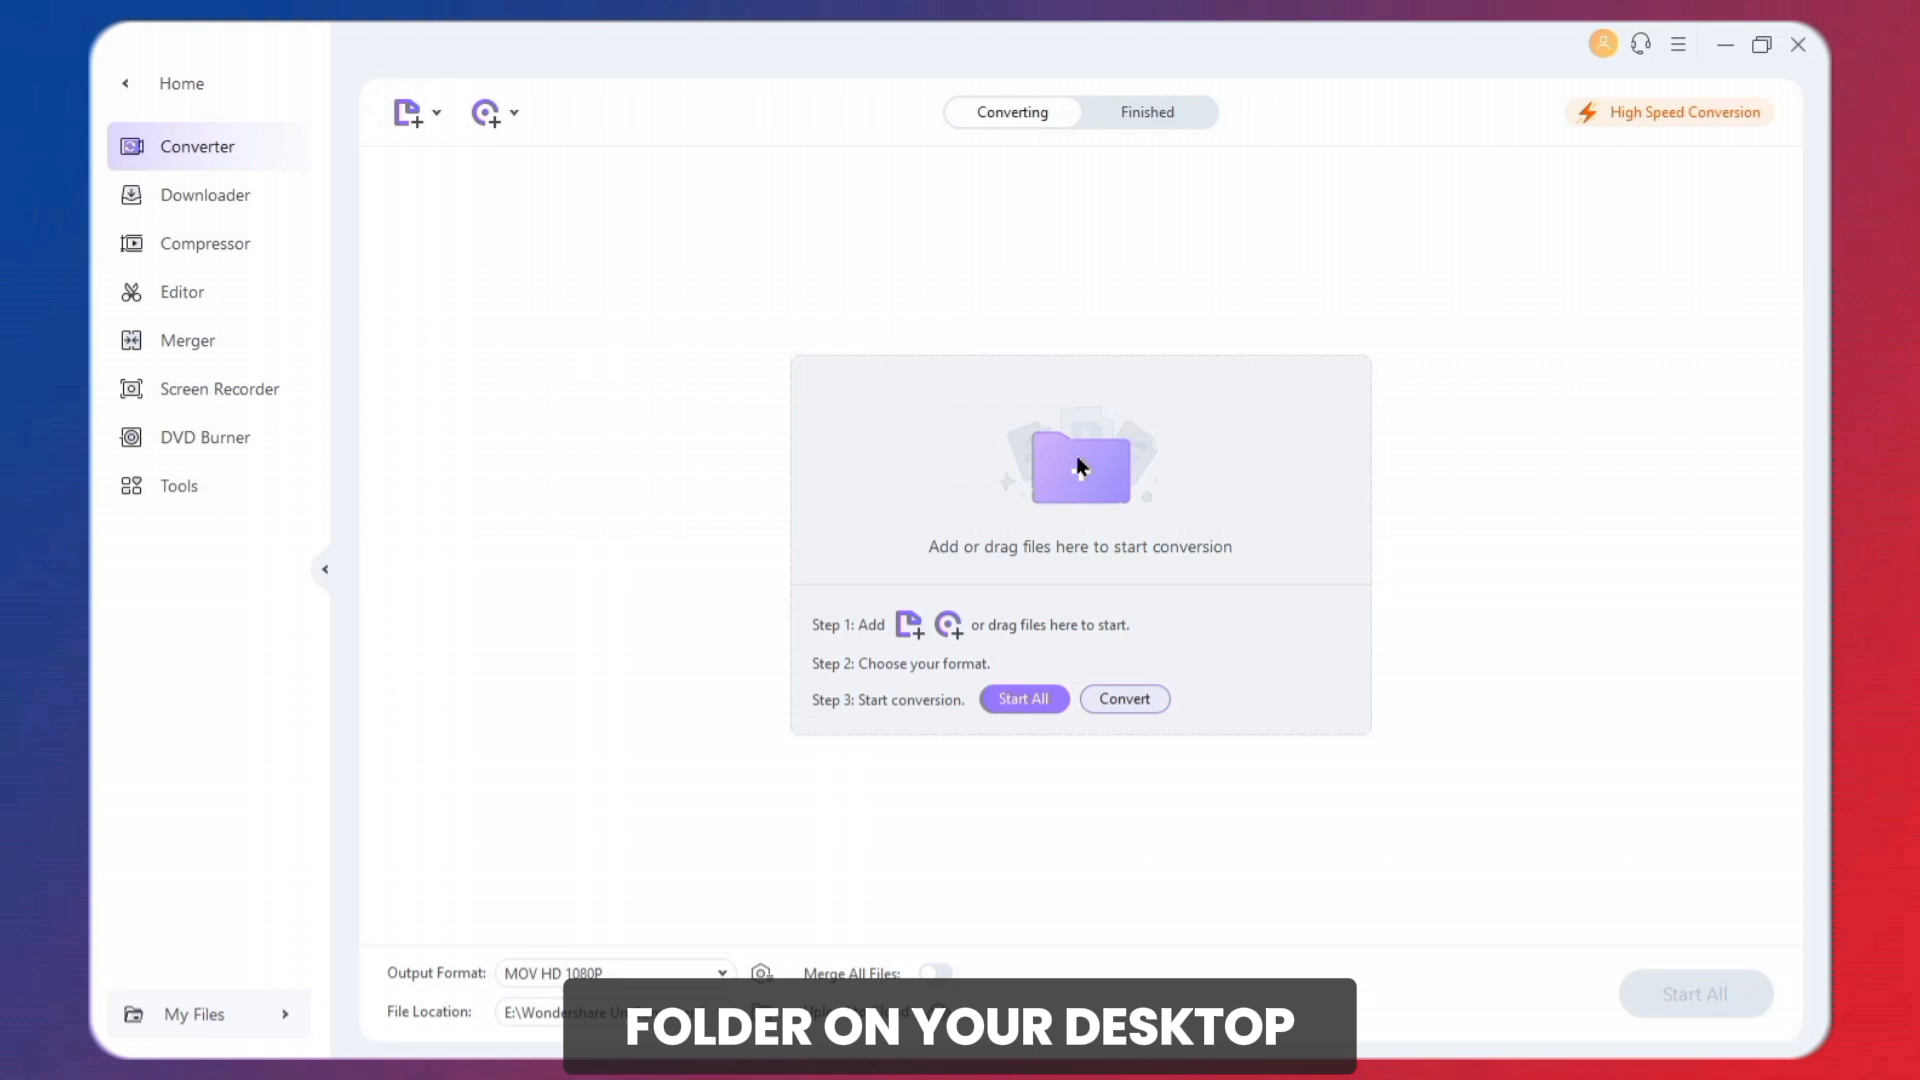 Home
Converter
Downloader
Compressor
Editor
Merger
Screen Recorder
DVD Burner
Tools
My Files
Converting
Finished
High Speed Conversion
Add or drag files here to start conversion
Step 1: Add or drag files here to start.
Step 2: Choose your format.
Step 3: Start conversion. Start All Convert
Output Format: MOV HD 1080P Merge All Files:
File Location: E:\Wondershare
Start All
FOLDER ON YOUR DESKTOP